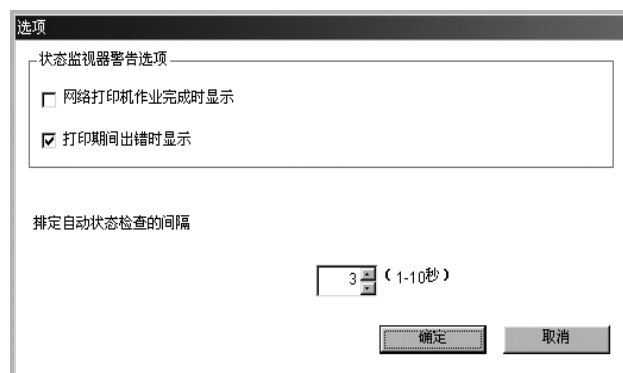 选项
状态监视器警告选项
网络打印机作业完成时显示
打印期间出错时显示
排定自动状态检查的间隔
3 (1-10秒)
确定 取消